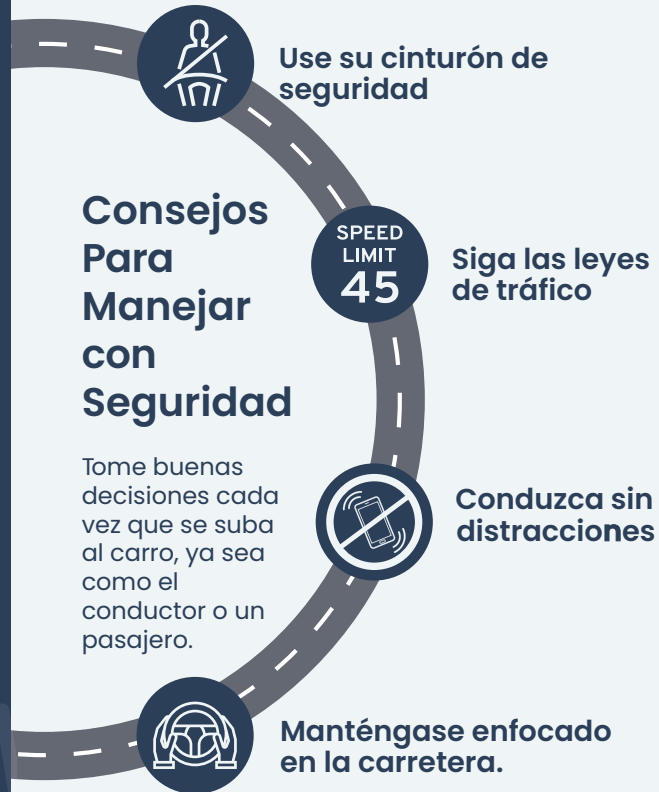 Use su cinturón de
seguridad
Consejos
Para
Manejar
con
Seguridad
SPEED
LIMIT
45
Siga las leyes
de tráfico
Tome buenas
decisiones cada
vez que se suba
al carro, ya sea
como el
conductor o un
pasajero.
Conduzca sin
distracciones
Manténgase enfocado
en la carretera.